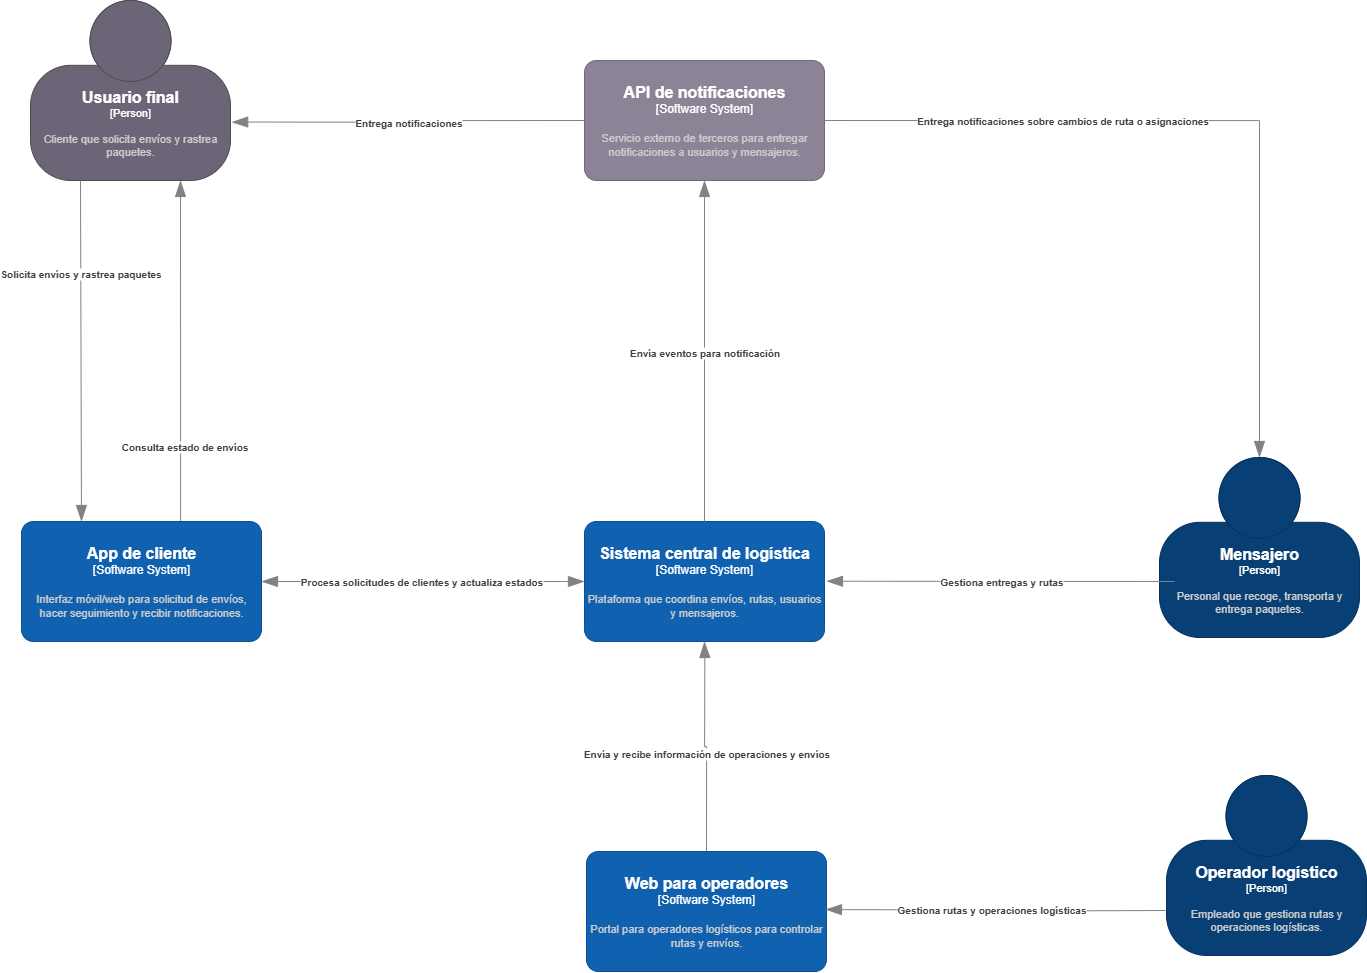 Usuario final
[Person]
Cliente que solicita envíos y rastrea
paquetes.
API de notificaciones
[Software System]
Servicio externo de terceros para entregar
notificaciones a usuarios y mensajeros.
Entrega notificaciones
Entrega notificaciones sobre cambios de ruta o asignaciones
Solicita envíos y rastrea paquetes
Envía eventos para notificación
Consulta estado de envíos
App de cliente
[Software System]
Interfaz móvil/web para solicitud de envíos,
hacer seguimiento y recibir notificaciones.
Procesa solicitudes de clientes y actualiza estados
Sistema central de logística
[Software System]
Plataforma que coordina envíos, rutas, usuarios
y mensajeros.
Gestiona entregas y rutas
Mensajero
[Person]
Personal que recoge, transporta y
entrega paquetes.
Envía y recibe información de operaciones y envíos
Web para operadores
[Software System]
Portal para operadores logísticos para controlar
rutas y envíos.
Gestiona rutas y operaciones logísticas
Operador logístico
[Person]
Empleado que gestiona rutas y
operaciones logísticas.